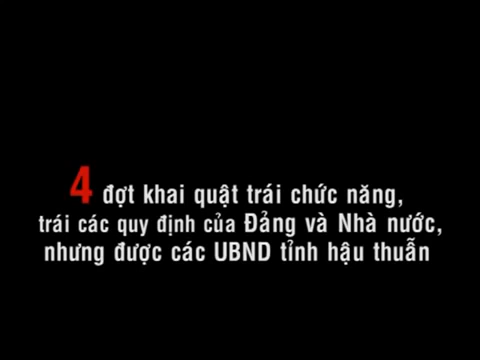 4 đợt khai quật trái chức năng,
trái các quy định của Đảng và Nhà nước,
nhưng được các UBND tỉnh hậu thuẫn